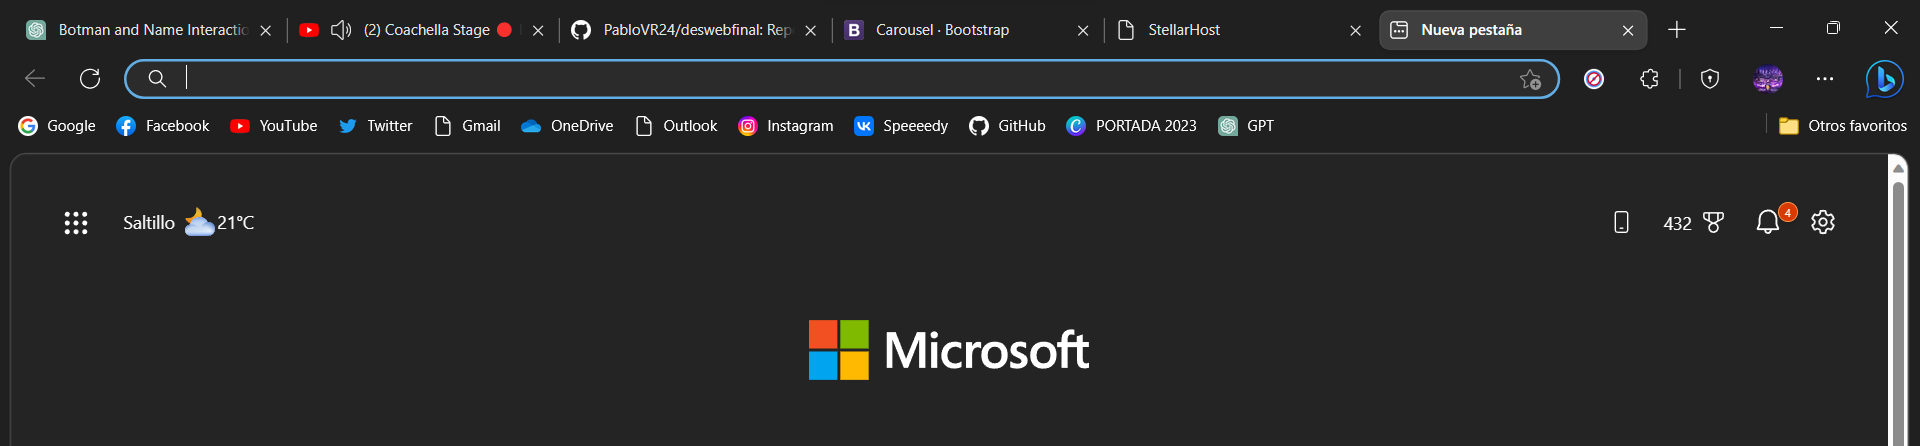 Botman and Name Interactio
(2) Coachella Stage
PabloVR24/deswebfinal: Rep
B Carousel · Bootstrap
StellarHost
Nueva pestaña
Google
Facebook
YouTube
Twitter
Gmail
OneDrive
Outlook
Instagram
Speeeedy
GitHub
PORTADA 2023
GPT
Otros favoritos
Saltillo 21°C
432
4
Microsoft